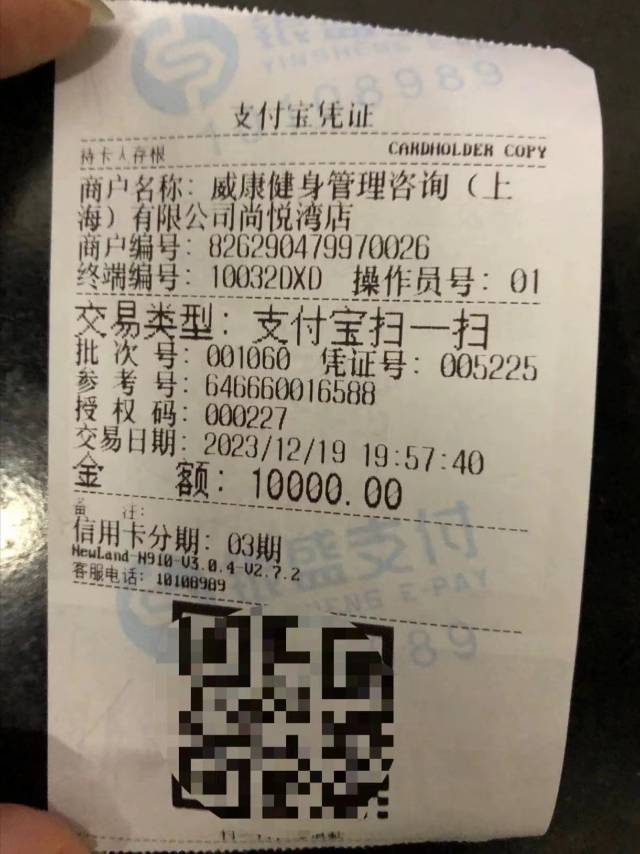 支付宝凭证
持卡人存根 CARDHOLDER COPY
商户名称: 威康健身管理咨询（上
海）有限公司尚悦湾店
商户编号: 826290479970026
终端编号: 10032DXD 操作员号: 01
交易类型: 支付宝扫一扫
批次号: 001060 凭证号: 005225
参考号: 646660016588
授权码: 000227
交易日期: 2023/12/19 19:57:40
金额: 10000.00
备注:
信用卡分期: 03期
NewLand-N910-V3.0.4-V2.7.2
客服电话: 10108989
盛支付
E-PAY